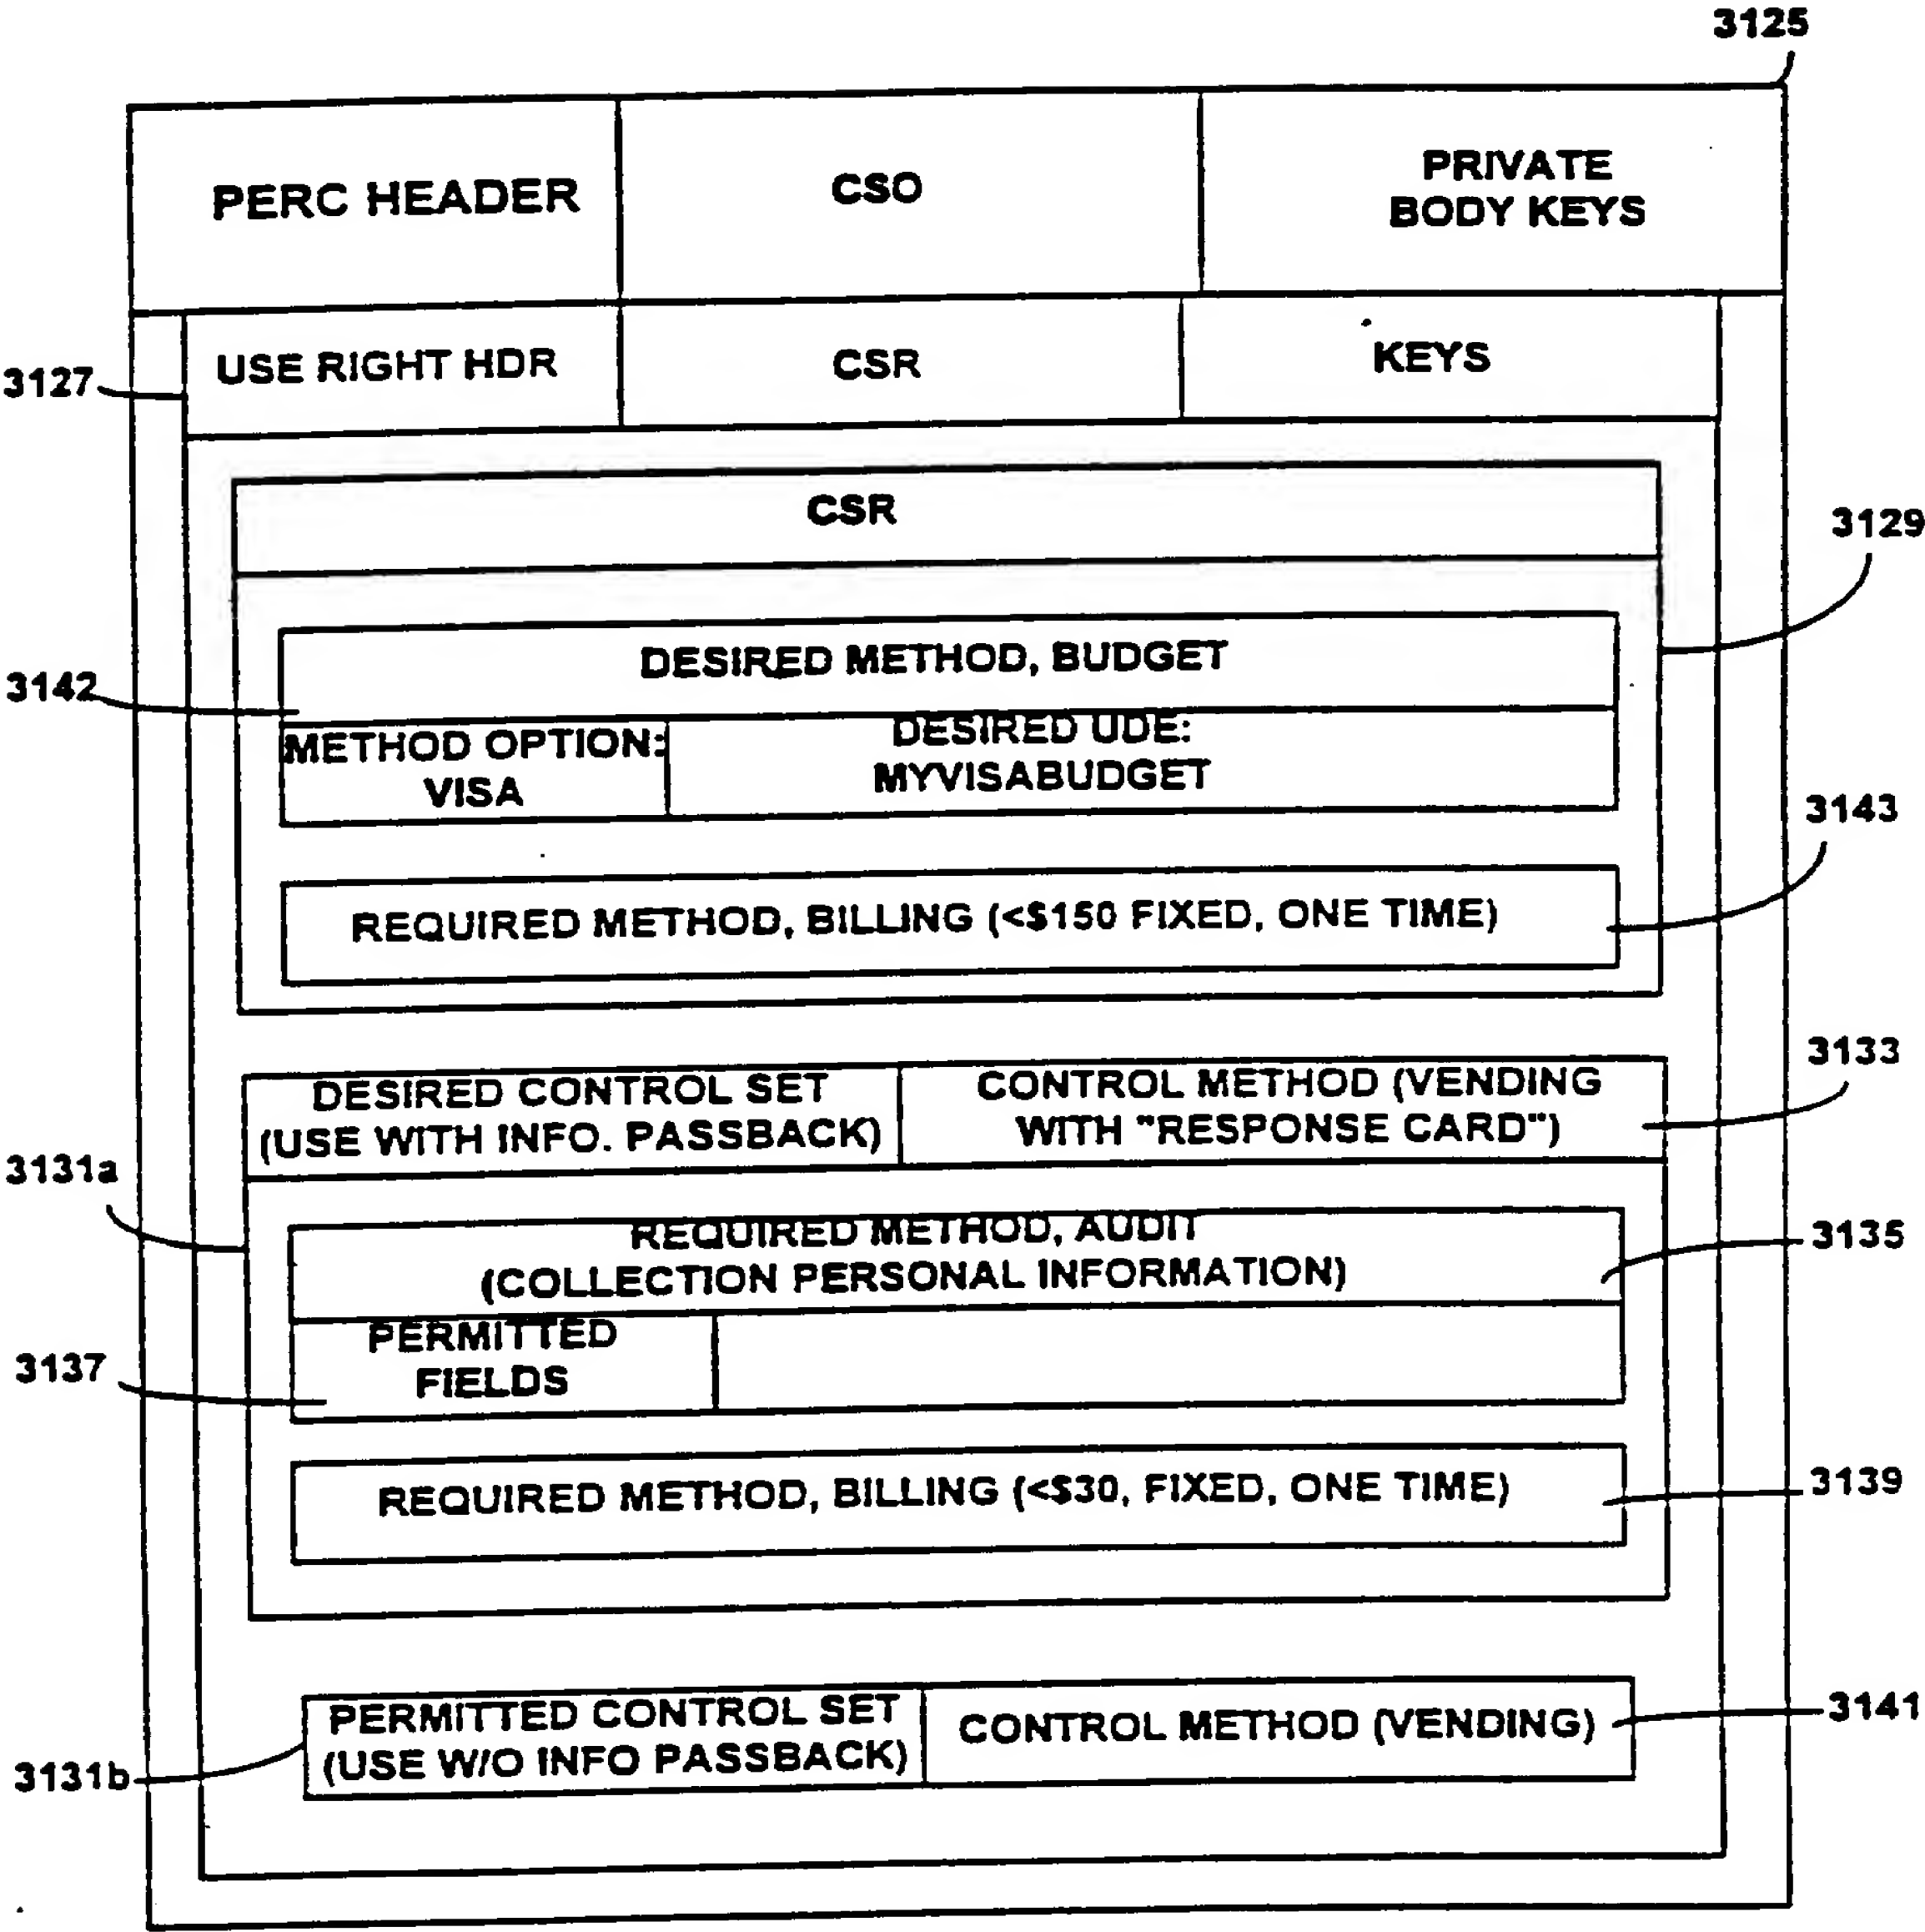 3125
PERC HEADER
CSO
PRIVATE
BODY KEYS
3127
USE RIGHT HDR
CSR
KEYS
CSR
3129
DESIRED METHOD, BUDGET
3142
METHOD OPTION:
VISA
DESIRED UDE:
MYVISABUDGET
3143
REQUIRED METHOD, BILLING (<$150 FIXED, ONE TIME)
3133
DESIRED CONTROL SET
(USE WITH INFO. PASSBACK)
CONTROL METHOD (VENDING
WITH "RESPONSE CARD")
3131a
REQUIRED METHOD, AUDIT
(COLLECTION PERSONAL INFORMATION)
3135
PERMITTED
FIELDS
3137
REQUIRED METHOD, BILLING (<$30, FIXED, ONE TIME)
3139
PERMITTED CONTROL SET
(USE W/O INFO PASSBACK)
CONTROL METHOD (VENDING)
3141
3131b